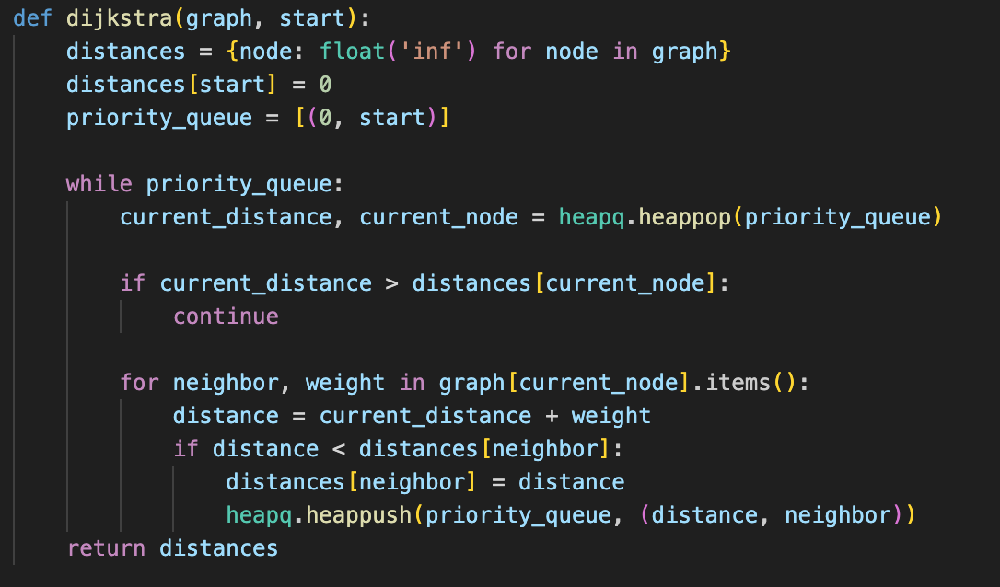 def dijkstra(graph, start):
    distances = {node: float('inf') for node in graph}
    distances[start] = 0
    priority_queue = [(0, start)]

    while priority_queue:
        current_distance, current_node = heapq.heappop(priority_queue)

        if current_distance > distances[current_node]:
            continue

        for neighbor, weight in graph[current_node].items():
            distance = current_distance + weight
            if distance < distances[neighbor]:
                distances[neighbor] = distance
                heapq.heappush(priority_queue, (distance, neighbor))
    return distances